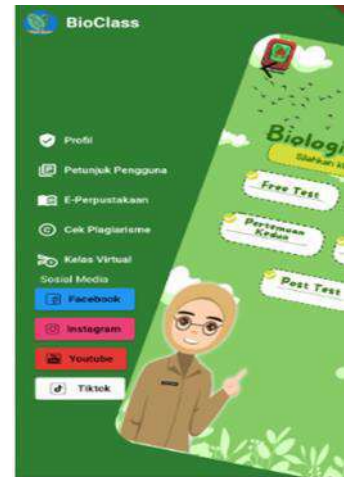 BioClass
Profil
Petunjuk Pengguna
E-Perpustakaan
Cek Plagiarisme
Kelas Virtual
Sosial Media
Facebook
Instagram
Youtube
Tiktok
Biologi
Silahkan
Free Test
Pertemuan
Kedua
Post Test